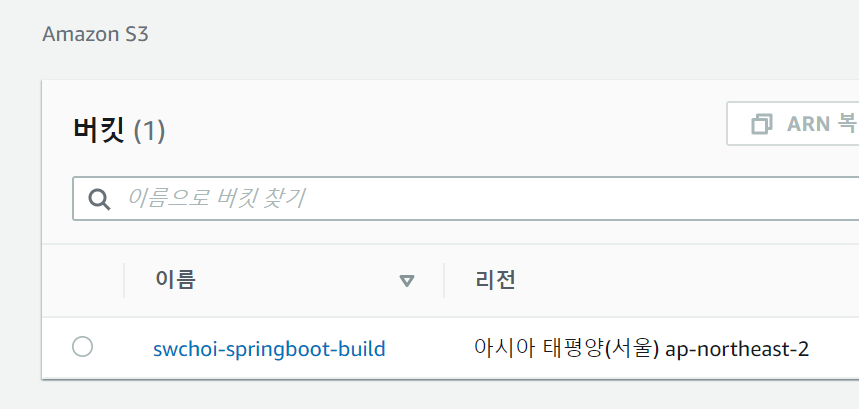 Amazon S3
버킷 (1)
ARN 복
이름으로 버킷 찾기
이름 리전
swchoi-springboot-build 아시아 태평양(서울) ap-northeast-2